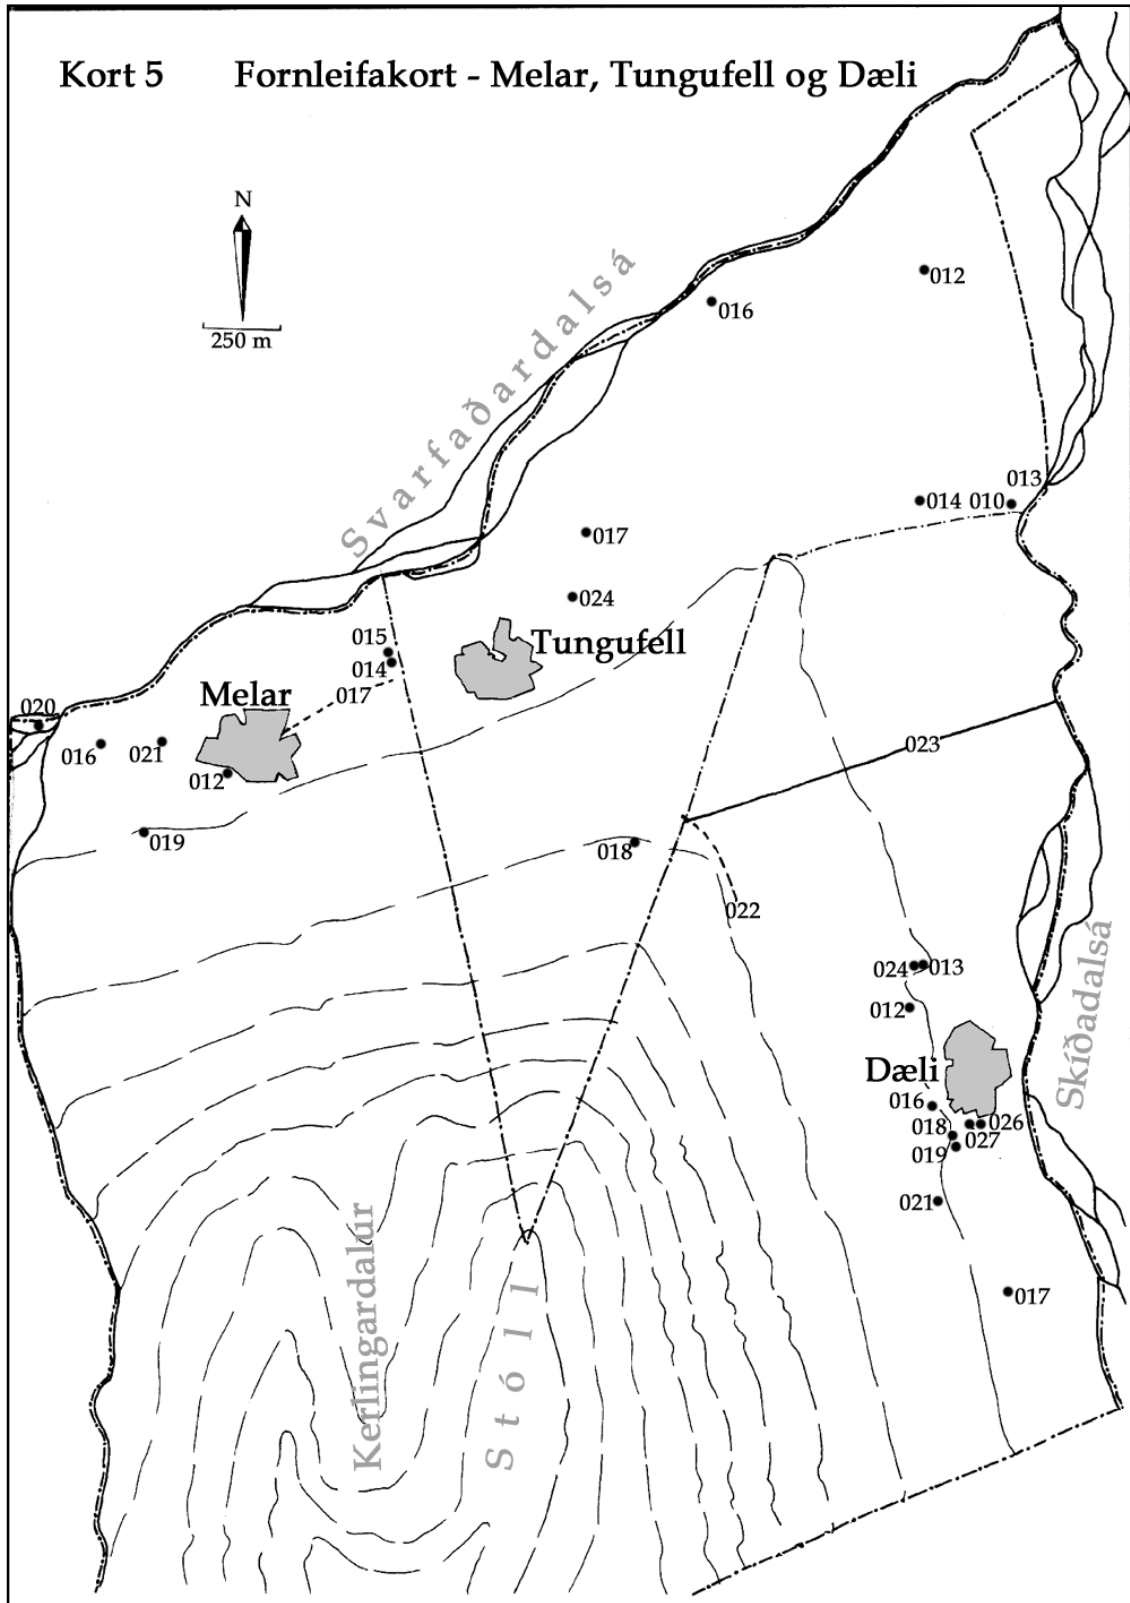 Kort 5 Fornleifakort - Melar, Tungufell og Dæli
N
250 m
Svarfaðardalsá
012
016
013
014 010
017
024
Tungufell
015
014
017
Melar
020
016
021
012
019
023
018
022
024 013
012
Skíðadalsá
Dæli
016
026
018
027
019
021
017
Kerlingardalur
Stóll